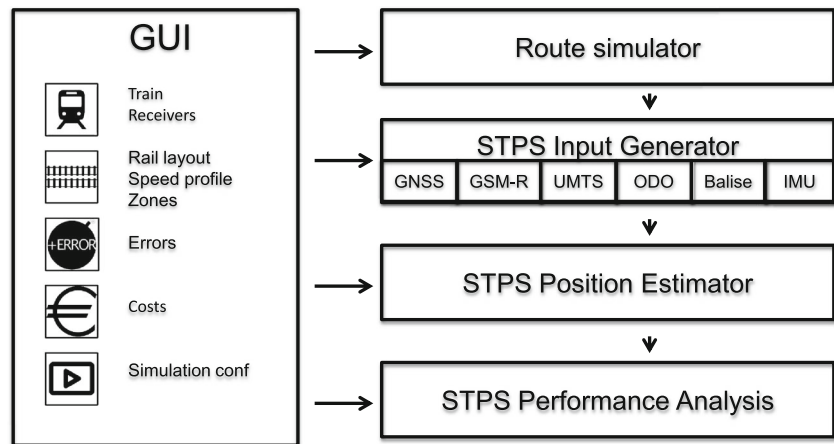 GUI
Train
Receivers
Rail layout
Speed profile
Zones
+ERROR
Errors
Costs
Simulation conf
Route simulator
STPS Input Generator
GNSS
GSM-R
UMTS
ODO
Balise
IMU
STPS Position Estimator
STPS Performance Analysis